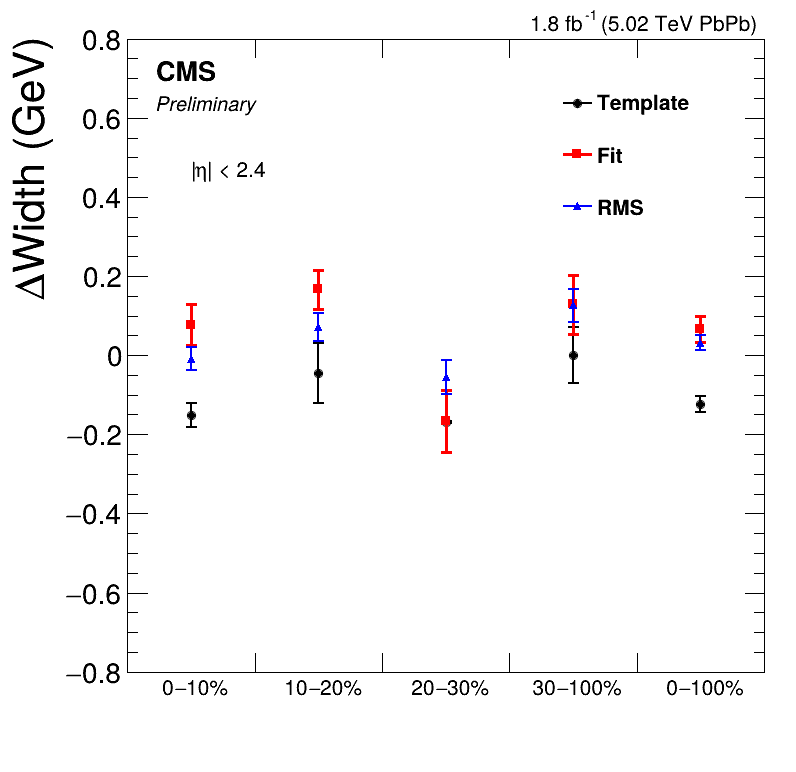 1.8 fb⁻¹ (5.02 TeV PbPb)
CMS
Preliminary
|η| < 2.4
Template
Fit
RMS
ΔWidth (GeV)
0.8
0.6
0.4
0.2
0
−0.2
−0.4
−0.6
−0.8
0−10% 10−20% 20−30% 30−100% 0−100%